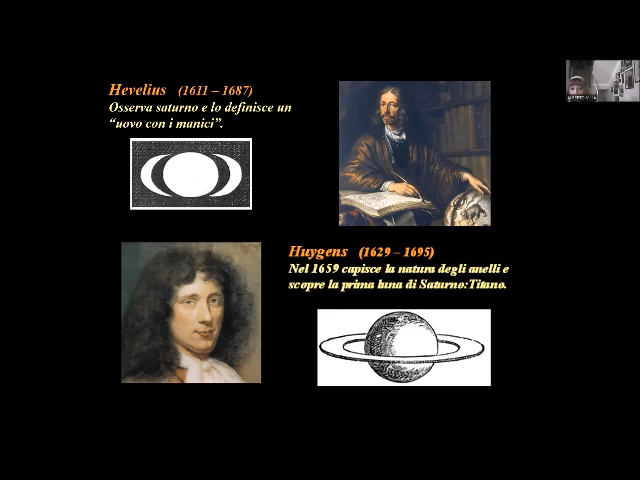 Hevelius (1611 – 1687)
Osserva saturno e lo definisce un
“uovo con i manici”.
Huygens (1629 – 1695)
Nel 1659 capisce la natura degli anelli e
scopre la prima luna di Saturno:Titano.